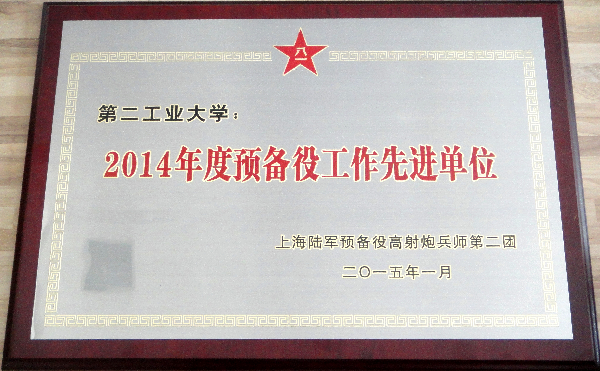 八一
第二工业大学：
2014年度预备役工作先进单位
上海陆军预备役高射炮兵师第二团
二〇一五年一月